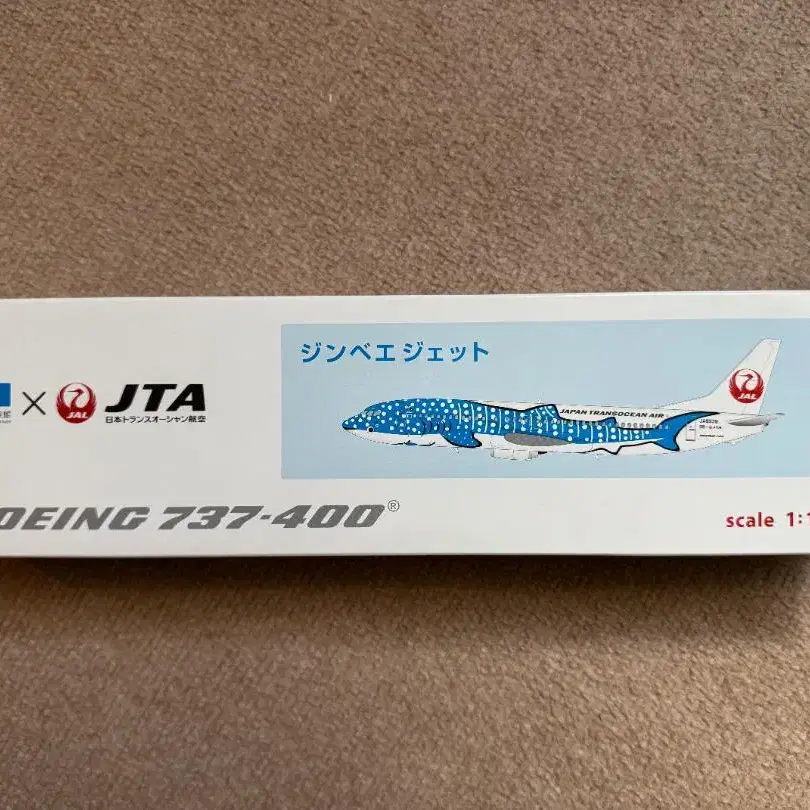 ジンベエ ジェット
× JAL JTA
日本トランスオーシャン航空
JAPAN TRANSOCEAN AIR
JAL
OEING 737-400®
scale 1:1